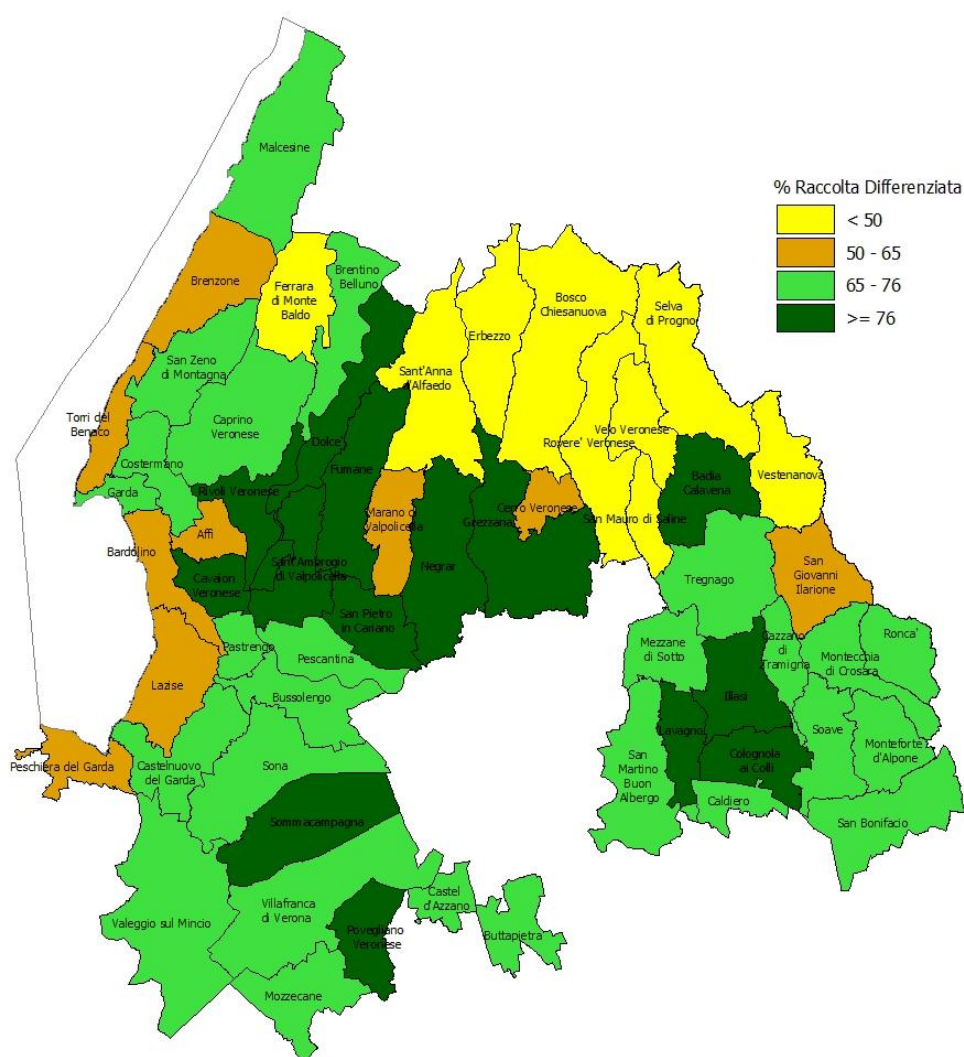 Malcesine
% Raccolta Differenziata
< 50
50 - 65
65 - 76
>= 76
Brenzone
Ferrara
di Monte
Baldo
Brentino
Belluno
Bosco
Chiesanuova
Selva
di Progno
Erbezzo
San Zeno
di Montagna
Sant'Anna
'Alfaedo
Torri del
Benaco
Caprino
Veronese
Dolce'
Fumane
Velo Veronese
Rovere' Veronese
Costermano
Garda
Rivoli Veronese
Badia
Calavena
Vestenanova
Marano di
Valpolicella
Grezzana
Cerro Veronese
San Mauro di Saline
Bardolino
Affi
Cavaion
Veronese
Sant'Ambrogio
di Valpolicella
Negrar
San
Giovanni
Ilarione
Tregnago
San Pietro
in Cariano
Pastrengo
Pescantina
Mezzane
di Sotto
Cazzano
di
Tramigna
Ronca'
Montecchia
di Crosara
Lazise
Bussolengo
Illasi
Soave
Lavagno
Peschiera del Garda
Castelnuovo
del Garda
Sona
Colognola
ai Colli
Monteforte
d'Alpone
San
Martino
Buon
Albergo
Caldiero
San Bonifacio
Sommacampagna
Villafranca
di Verona
Castel
d'Azzano
Valeggio sul Mincio
Povegliano
Veronese
Buttapietra
Mozzecane